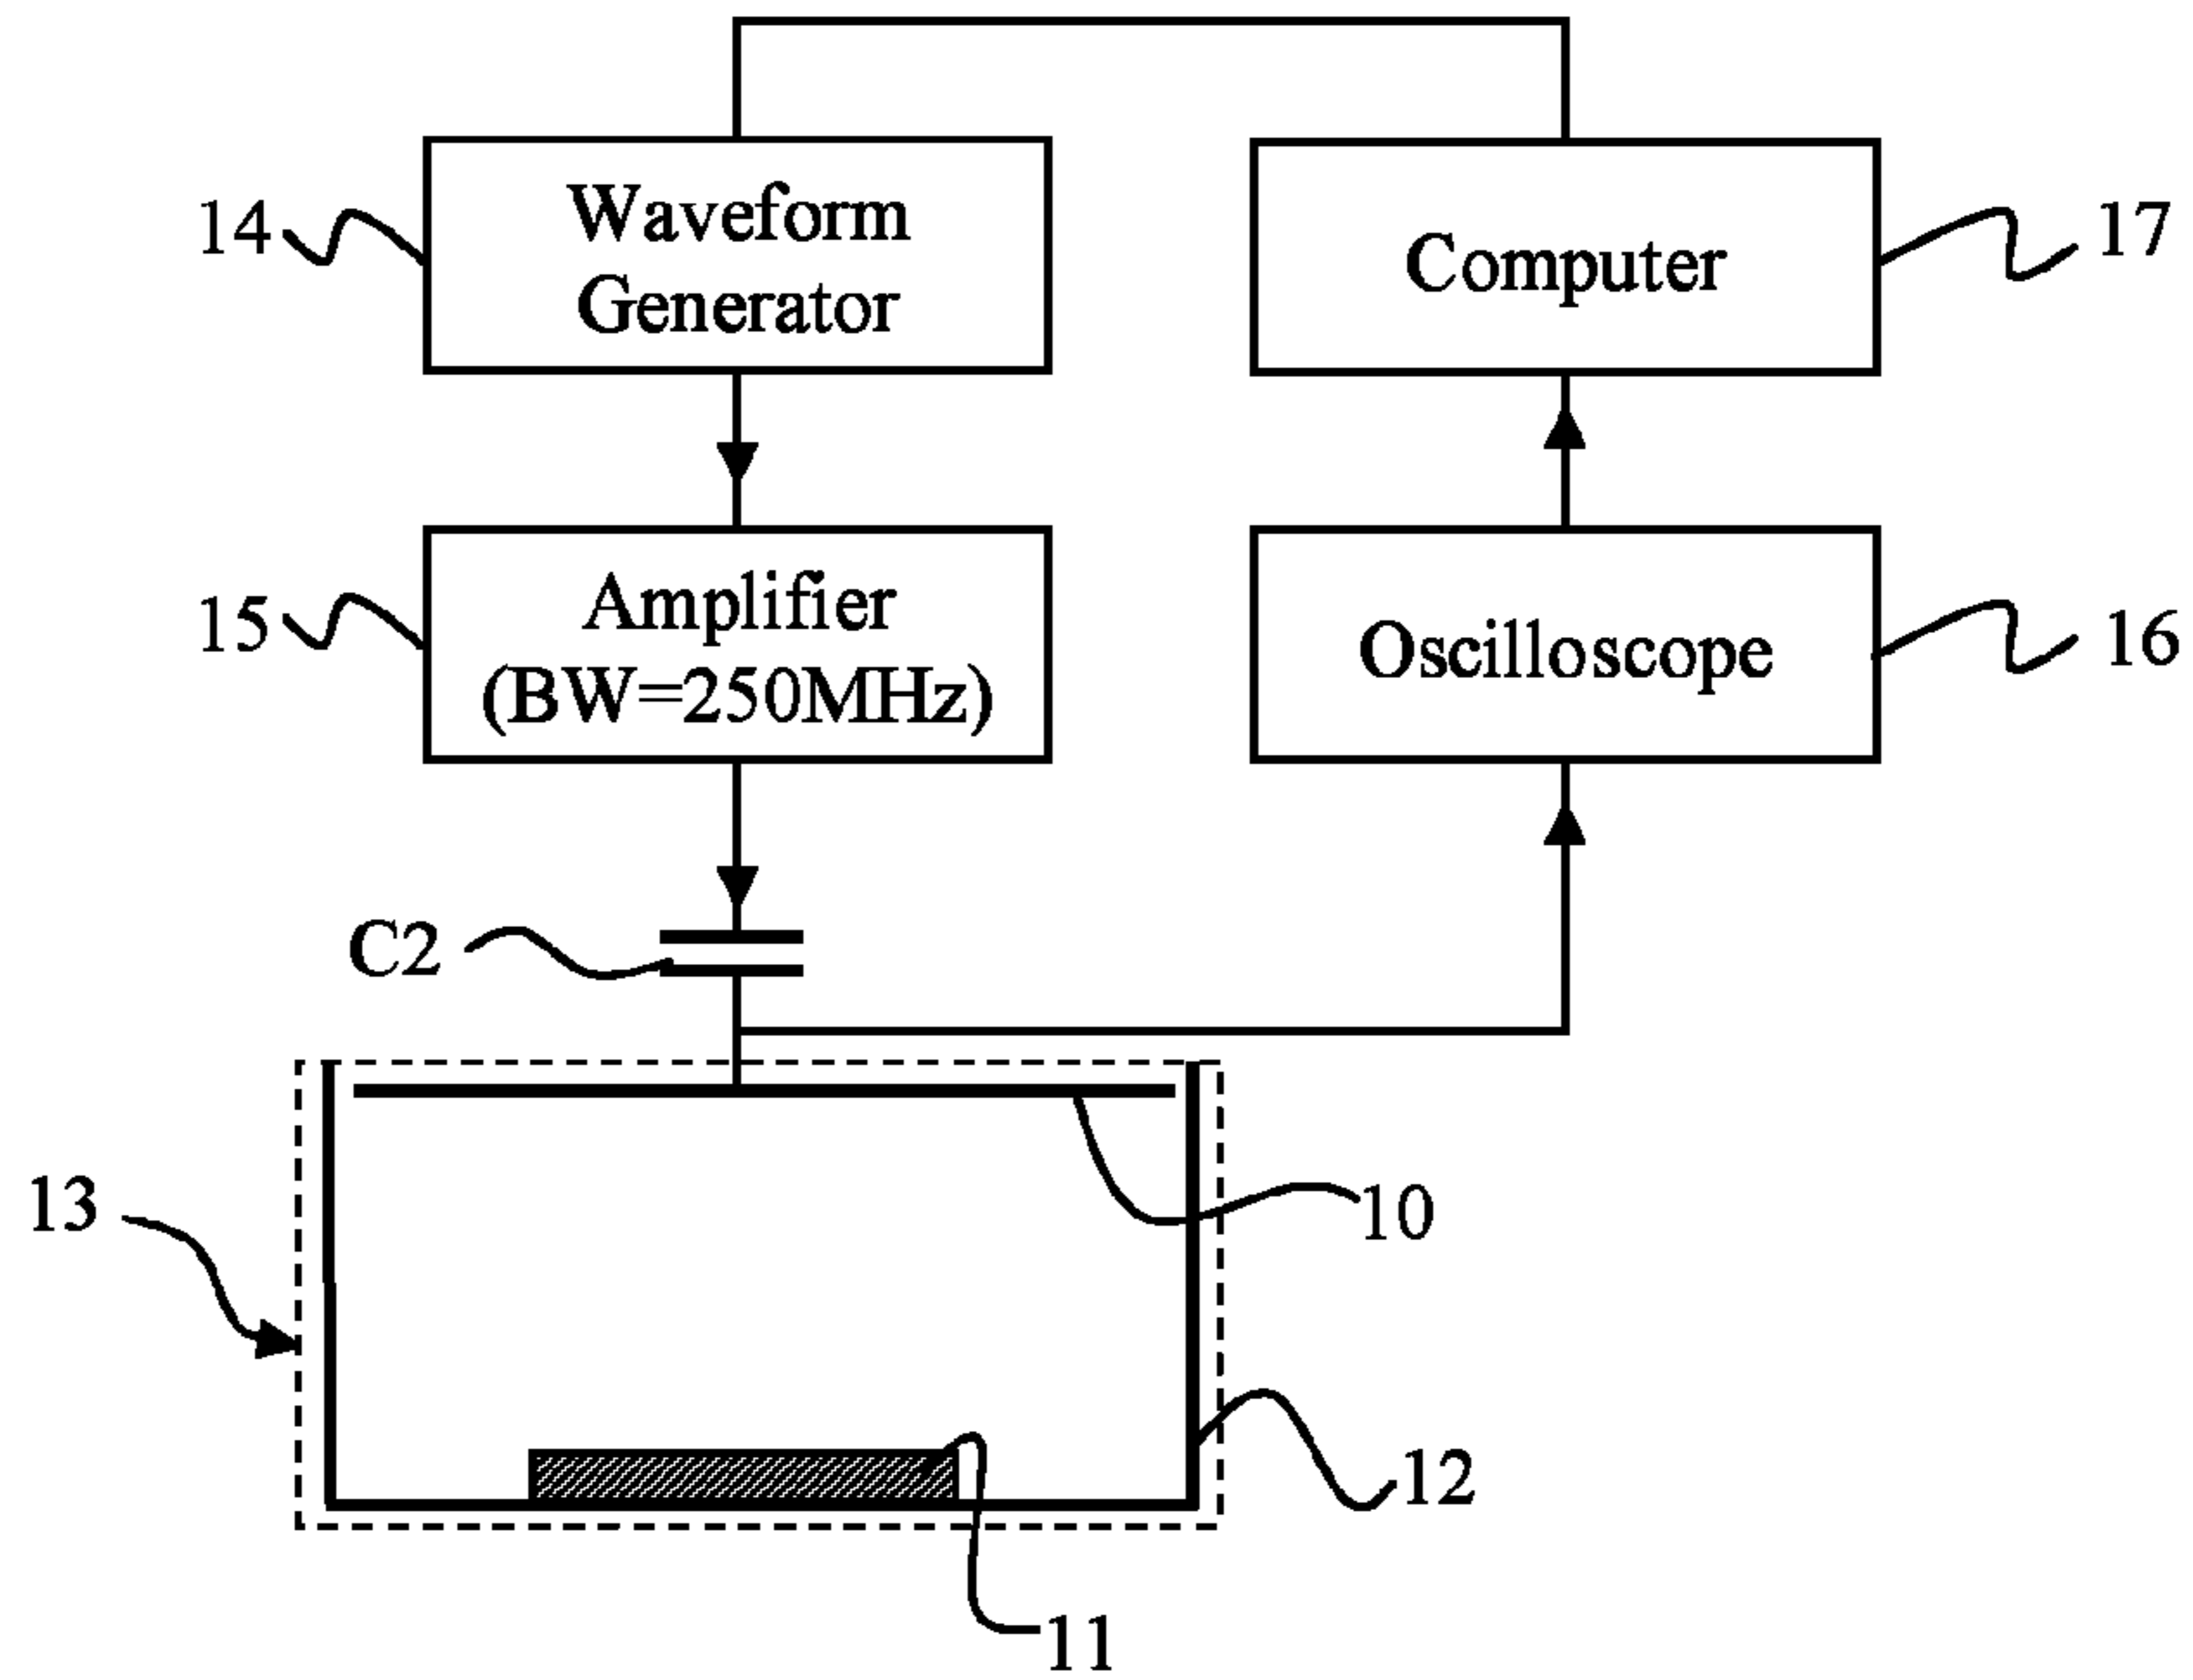 14
Waveform
Generator
Computer
17
15
Amplifier
(BW=250MHz)
Oscilloscope
16
C2
13
10
12
11